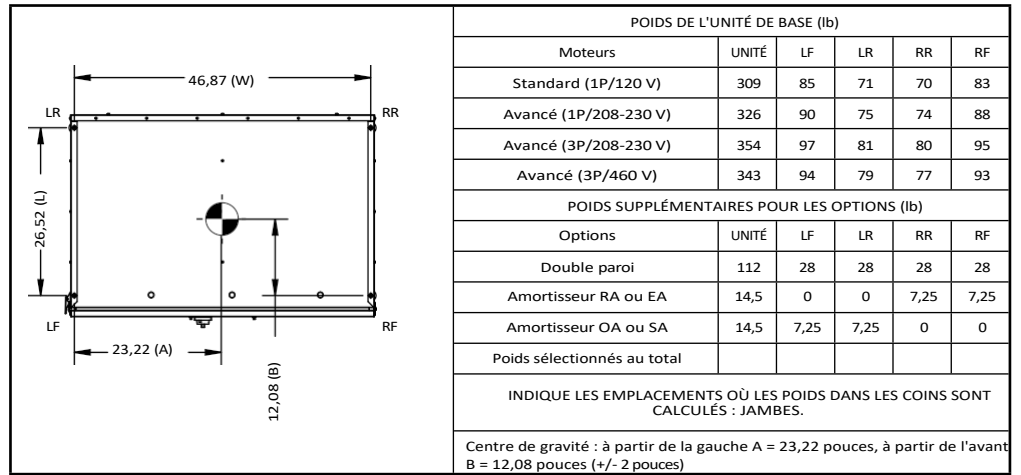 46,87 (W)
LR
RR
26,52 (L)
LF
RF
23,22 (A)
12,08 (B)
POIDS DE L'UNITÉ DE BASE (lb)
Moteurs UNITÉ LF LR RR RF
Standard (1P/120 V) 309 85 71 70 83
Avancé (1P/208-230 V) 326 90 75 74 88
Avancé (3P/208-230 V) 354 97 81 80 95
Avancé (3P/460 V) 343 94 79 77 93
POIDS SUPPLÉMENTAIRES POUR LES OPTIONS (lb)
Options UNITÉ LF LR RR RF
Double paroi 112 28 28 28 28
Amortisseur RA ou EA 14,5 0 0 7,25 7,25
Amortisseur OA ou SA 14,5 7,25 7,25 0 0
Poids sélectionnés au total
INDIQUE LES EMPLACEMENTS OÙ LES POIDS DANS LES COINS SONT
CALCULÉS : JAMBES.
Centre de gravité : à partir de la gauche A = 23,22 pouces, à partir de l'avant
B = 12,08 pouces (+/- 2 pouces)